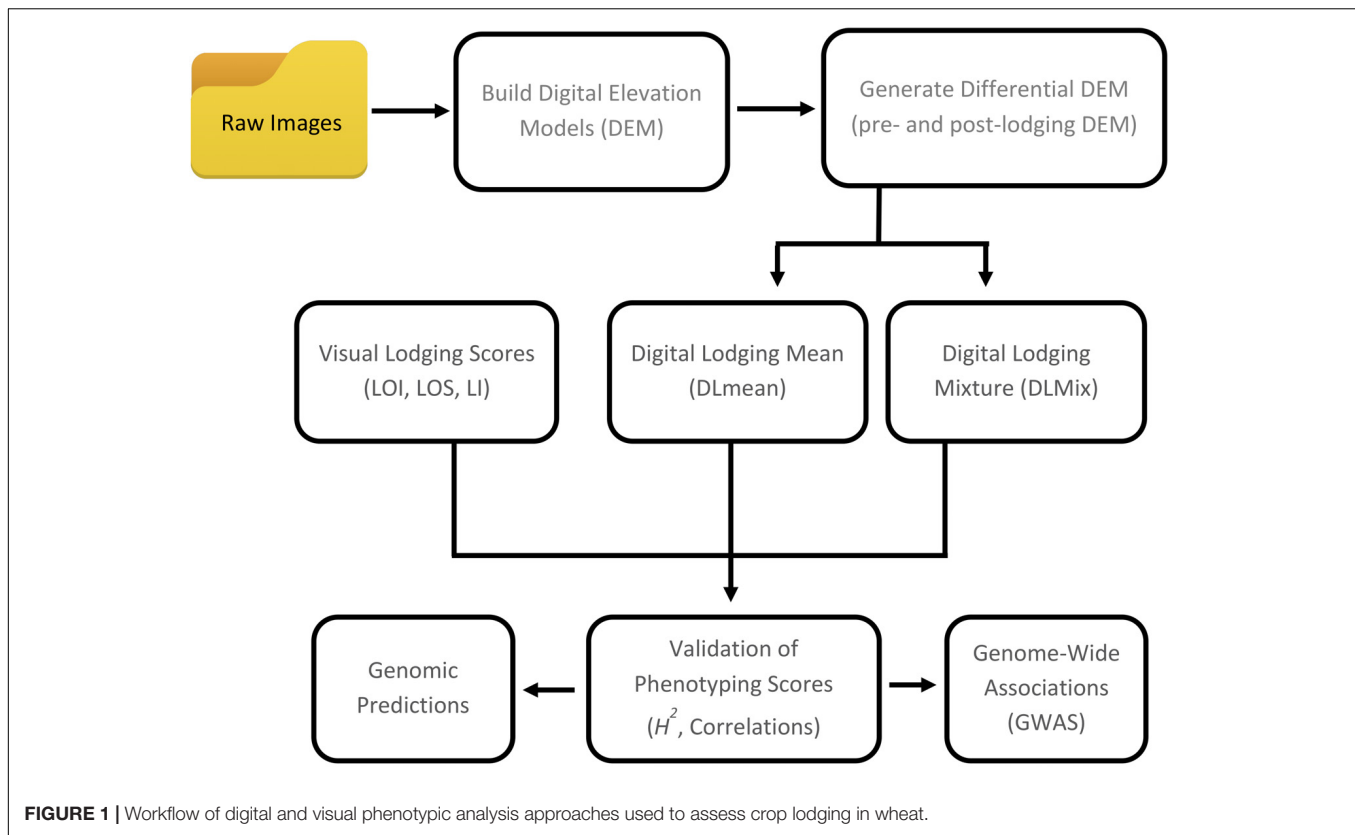 Raw Images
Build Digital Elevation
Models (DEM)
Generate Differential DEM
(pre- and post-lodging DEM)
Visual Lodging Scores
(LOI, LOS, LI)
Digital Lodging Mean
(DLmean)
Digital Lodging
Mixture (DLMix)
Genomic
Predictions
Validation of
Phenotyping Scores
(H², Correlations)
Genome-Wide
Associations
(GWAS)
FIGURE 1 | Workflow of digital and visual phenotypic analysis approaches used to assess crop lodging in wheat.